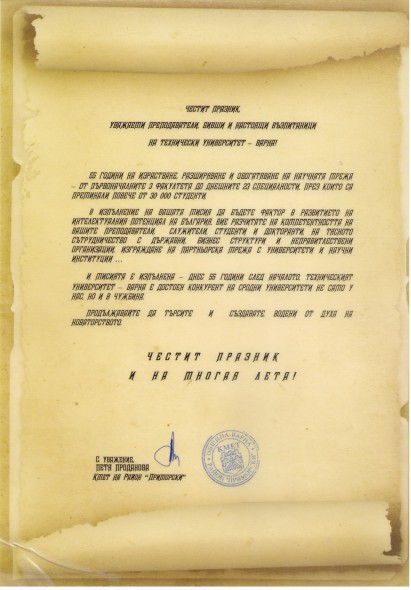 ЧЕСТИТ ПРАЗНИК,
УВАЖАЕМИ ПРЕПОДАВАТЕЛИ, БИВШИ И НАСТОЯЩИ ВЪЗПИТАНИЦИ
НА ТЕХНИЧЕСКИ УНИВЕРСИТЕТ – ВАРНА!
55 ГОДИНИ НА ИЗРАСТВАНЕ, РАЗШИРЯВАНЕ И ОБОГАТЯВАНЕ НА НАУЧНАТА МРЕЖА
– ОТ ПЪРВОНАЧАЛНИТЕ 3 ФАКУЛТЕТА ДО ДНЕШНИТЕ 23 СПЕЦИАЛНОСТИ, ПРЕЗ КОИТО СА
ПРЕМИНАЛИ ПОВЕЧЕ ОТ 30 000 СТУДЕНТИ.
В ИЗПЪЛНЕНИЕ НА ВАШАТА МИСИЯ ДА БЪДЕТЕ ФАКТОР В РАЗВИТИЕТО НА
ИНТЕЛЕКТУАЛНИЯ ПОТЕНЦИАЛ НА БЪЛГАРИЯ, ВИЕ РАЗЧИТАТЕ НА КОМПЕТЕНТНОСТТА НА
ВАШИТЕ ПРЕПОДАВАТЕЛИ, СЛУЖИТЕЛИ, СТУДЕНТИ И ДОКТОРАНТИ, НА ТЯСНОТО
СЪТРУДНИЧЕСТВО С ДЪРЖАВНИ, БИЗНЕС СТРУКТУРИ И НЕПРАВИТЕЛСТВЕНИ
ОРГАНИЗАЦИИ, ИЗГРАЖДАНЕ НА ПАРТНЬОРСКА МРЕЖА С УНИВЕРСИТЕТИ И НАУЧНИ
ИНСТИТУЦИИ ...
И МИСИЯТА Е ИЗПЪЛНЕНА – ДНЕС 55 ГОДИНИ СЛЕД НАЧАЛОТО, ТЕХНИЧЕСКИЯТ
УНИВЕРСИТЕТ – ВАРНА Е ДОСТОЕН КОНКУРЕНТ НА СРОДНИ УНИВЕРСИТЕТИ НЕ САМО У
НАС, НО И В ЧУЖБИНА.
ПРОДЪЛЖАВАЙТЕ ДА ТЪРСИТЕ И СЪЗДАВАТЕ, ВОДЕНИ ОТ ДУХА НА
НОВАТОРСТВОТО.
ЧЕСТИТ ПРАЗНИК
И НА МНОГАЯ ЛЕТА!
С УВАЖЕНИЕ,
ПЕТЯ ПРОДАНОВА
КМЕТ НА РАЙОН "ПРИМОРСКИ"
ОБЩИНА ВАРНА
КМЕТ